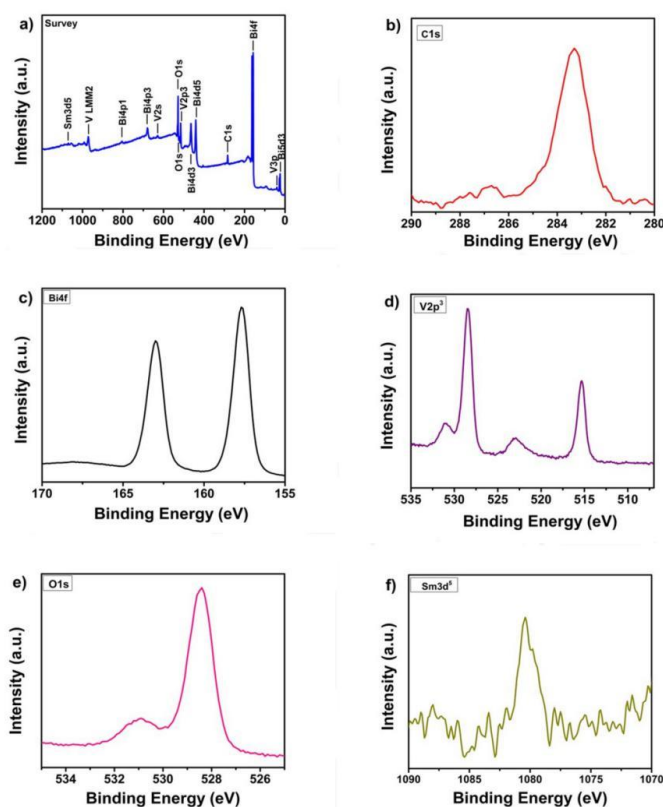 a)
Survey
Intensity (a.u.)
Sm3d5
V LMM2
Bi4p1
Bi4p3
V2s
O1s
V2p3
Bi4d5
Bi4f
O1s
Bi4d3
C1s
V3p
Bi5d3
1200 1000 800 600 400 200 0
Binding Energy (eV)
b)
C1s
Intensity (a.u.)
290 288 286 284 282 280
Binding Energy (eV)
c)
Bi4f
Intensity (a.u.)
170 165 160 155
Binding Energy (eV)
d)
V2p³
Intensity (a.u.)
535 530 525 520 515 510
Binding Energy (eV)
e)
O1s
Intensity (a.u.)
534 532 530 528 526
Binding Energy (eV)
f)
Sm3d⁵
Intensity (a.u.)
1090 1085 1080 1075 1070
Binding Energy (eV)